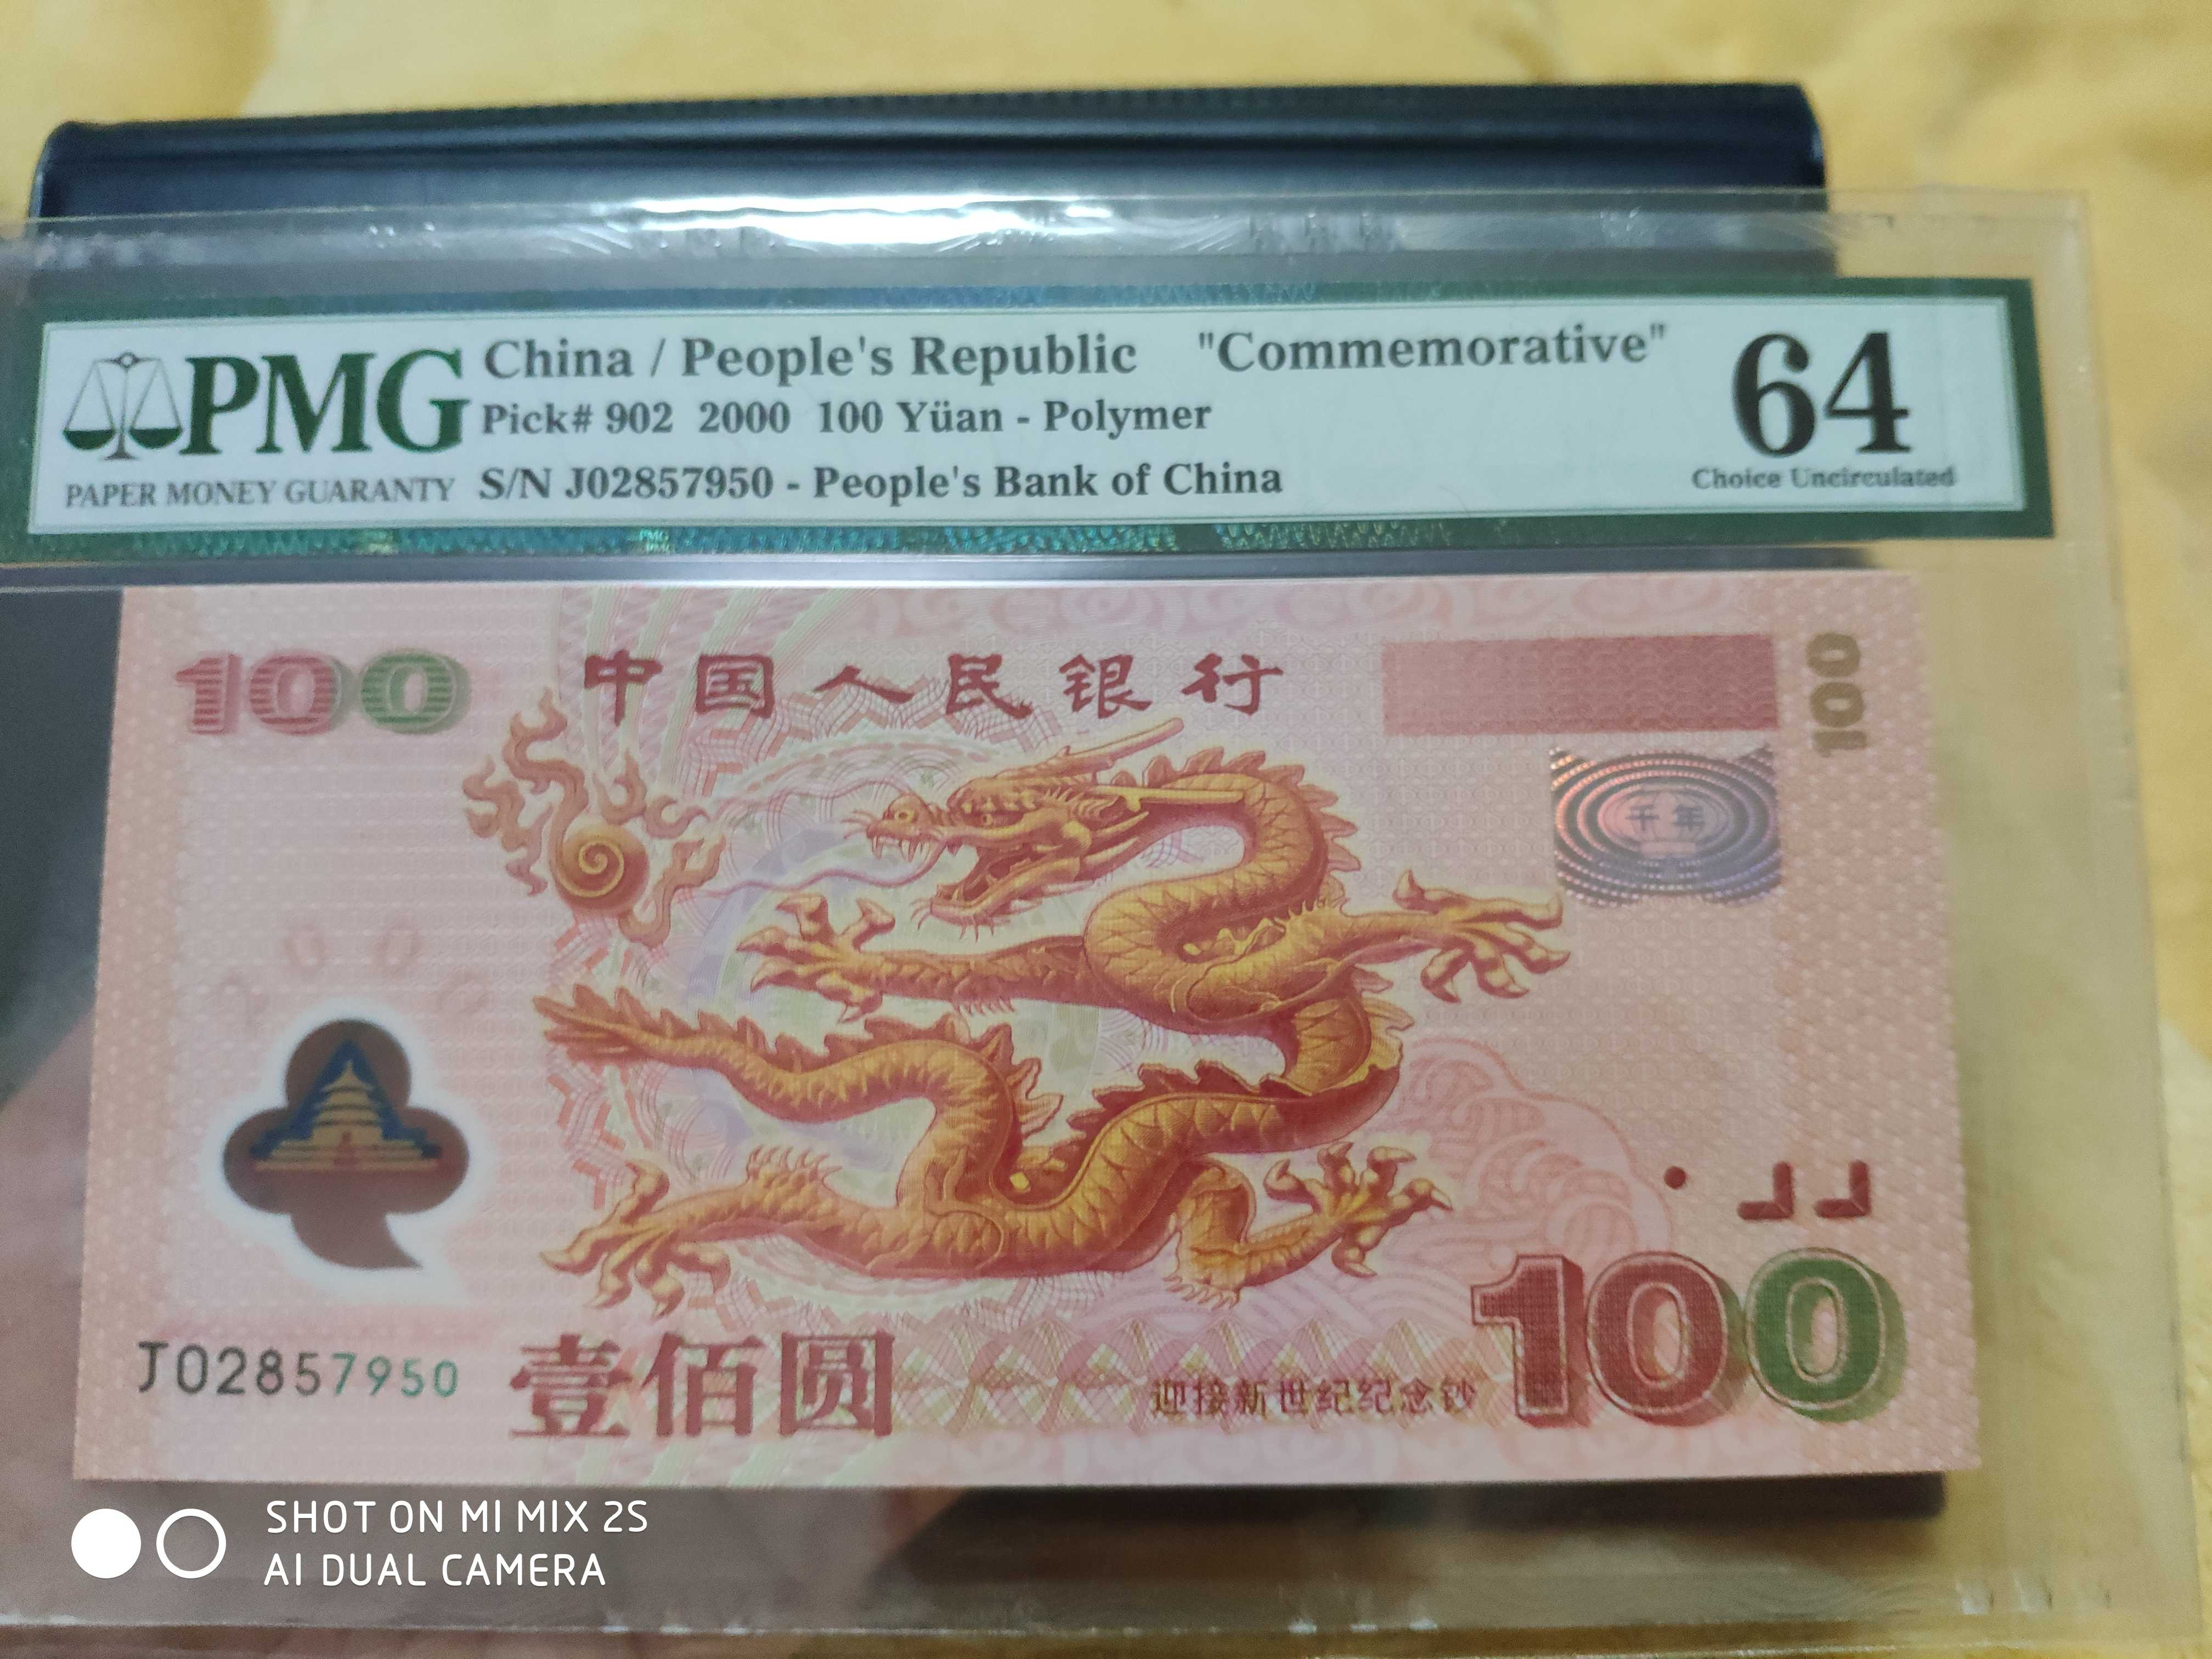 PMG
PAPER MONEY GUARANTY
China / People's Republic "Commemorative"
Pick# 902 2000 100 Yüan - Polymer
S/N J02857950 - People's Bank of China
64
Choice Uncirculated
100
中国人民银行
100
千年
J02857950
壹佰圆
迎接新世纪纪念钞
100
SHOT ON MI MIX 2S
AI DUAL CAMERA